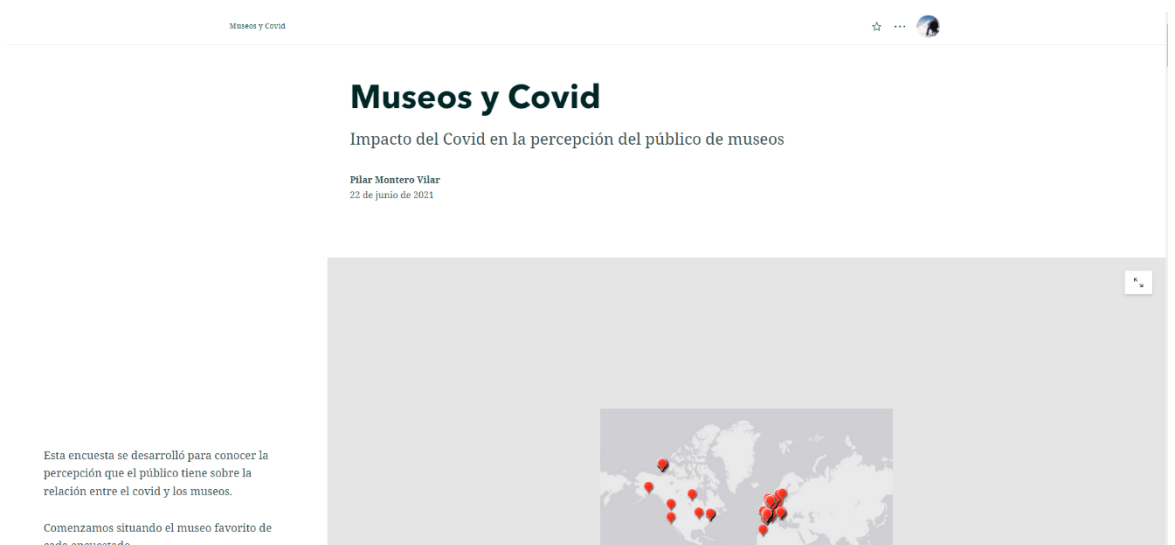 Museos y Covid
Museos y Covid
Impacto del Covid en la percepción del público de museos
Pilar Montero Vilar
22 de junio de 2021
Esta encuesta se desarrolló para conocer la
percepción que el público tiene sobre la
relación entre el covid y los museos.
Comenzamos situando el museo favorito de